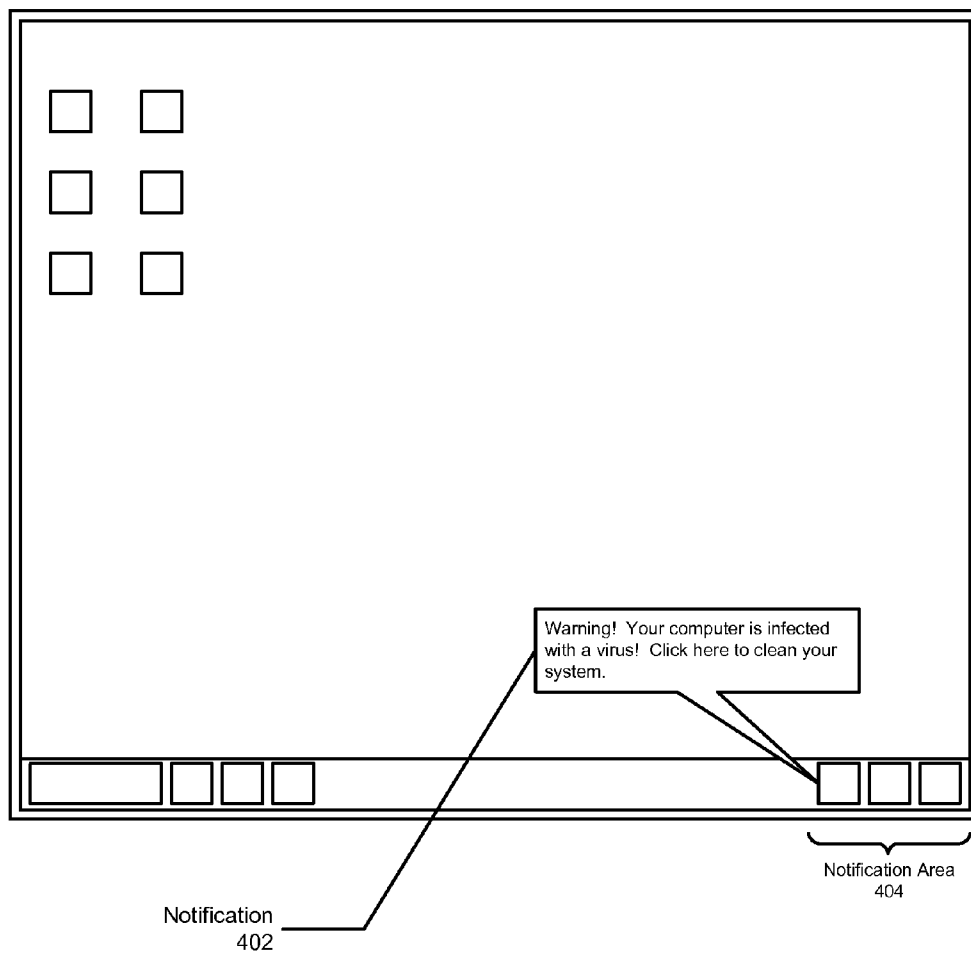 Warning!  Your computer is infected
with a virus!  Click here to clean your
system.
Notification Area
404
Notification
402